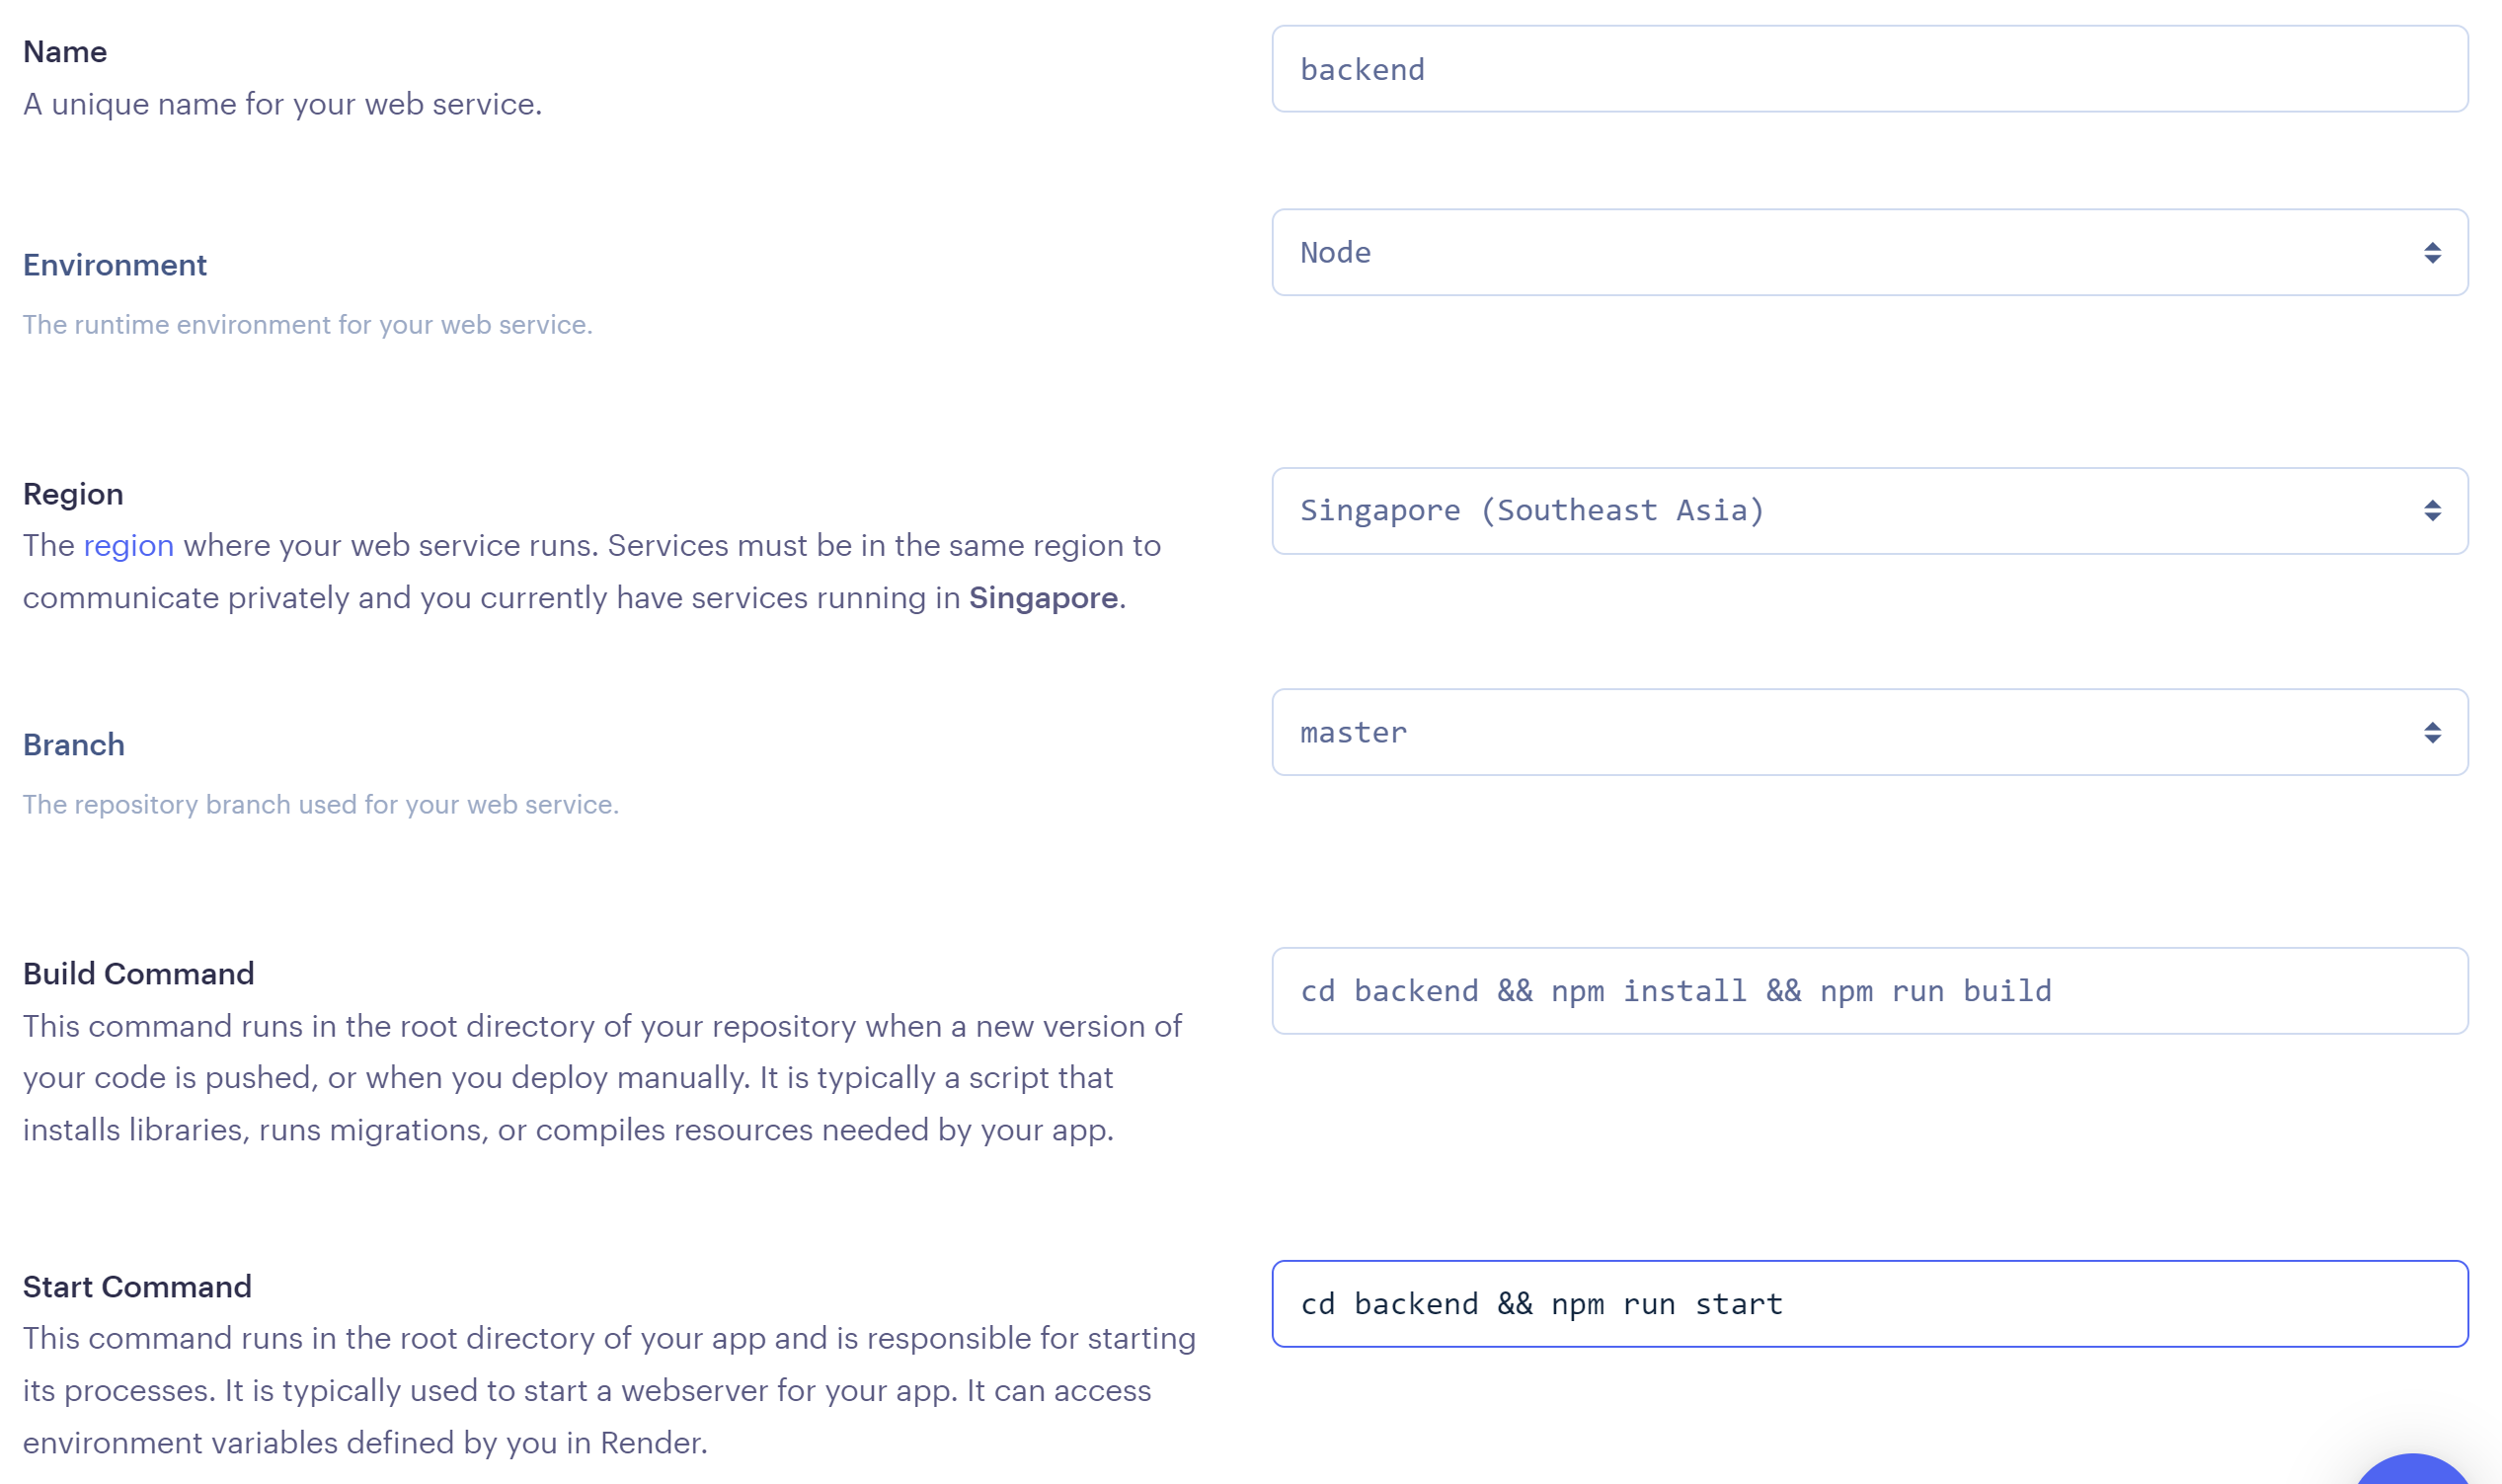 Name
A unique name for your web service.
backend
Environment
The runtime environment for your web service.
Node
Region
The region where your web service runs. Services must be in the same region to
communicate privately and you currently have services running in Singapore.
Singapore (Southeast Asia)
Branch
The repository branch used for your web service.
master
Build Command
This command runs in the root directory of your repository when a new version of
your code is pushed, or when you deploy manually. It is typically a script that
installs libraries, runs migrations, or compiles resources needed by your app.
cd backend && npm install && npm run build
Start Command
This command runs in the root directory of your app and is responsible for starting
its processes. It is typically used to start a webserver for your app. It can access
environment variables defined by you in Render.
cd backend && npm run start